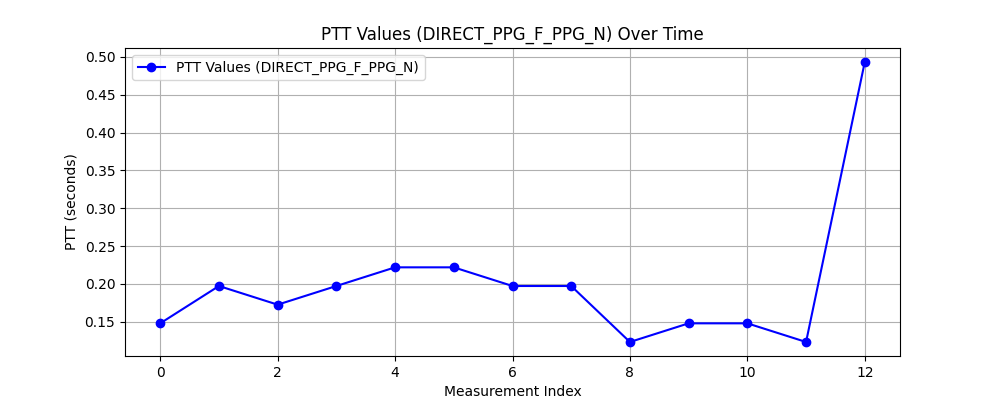 PTT Values (DIRECT_PPG_F_PPG_N) Over Time
PTT Values (DIRECT_PPG_F_PPG_N)
PTT (seconds)
0.50
0.45
0.40
0.35
0.30
0.25
0.20
0.15
0 2 4 6 8 10 12
Measurement Index